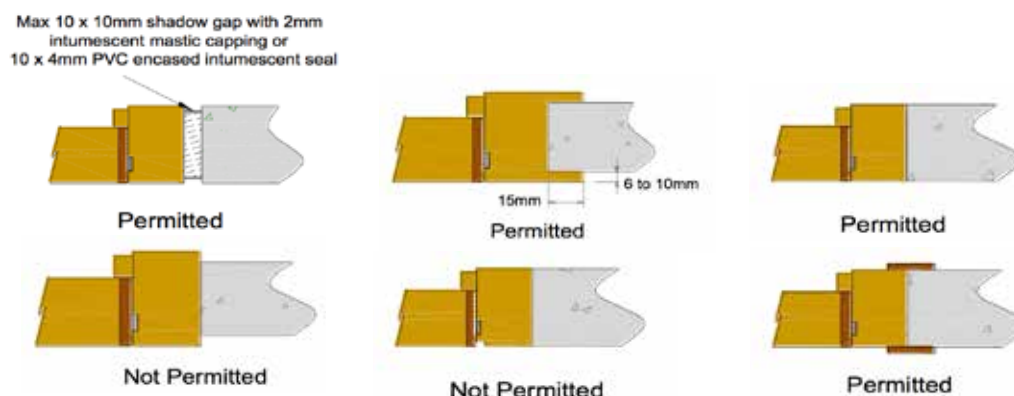 Max 10 x 10mm shadow gap with 2mm
intumescent mastic capping or
10 x 4mm PVC encased intumescent seal
6 to 10mm
15mm
Permitted
Permitted
Permitted
Not Permitted
Not Permitted
Permitted